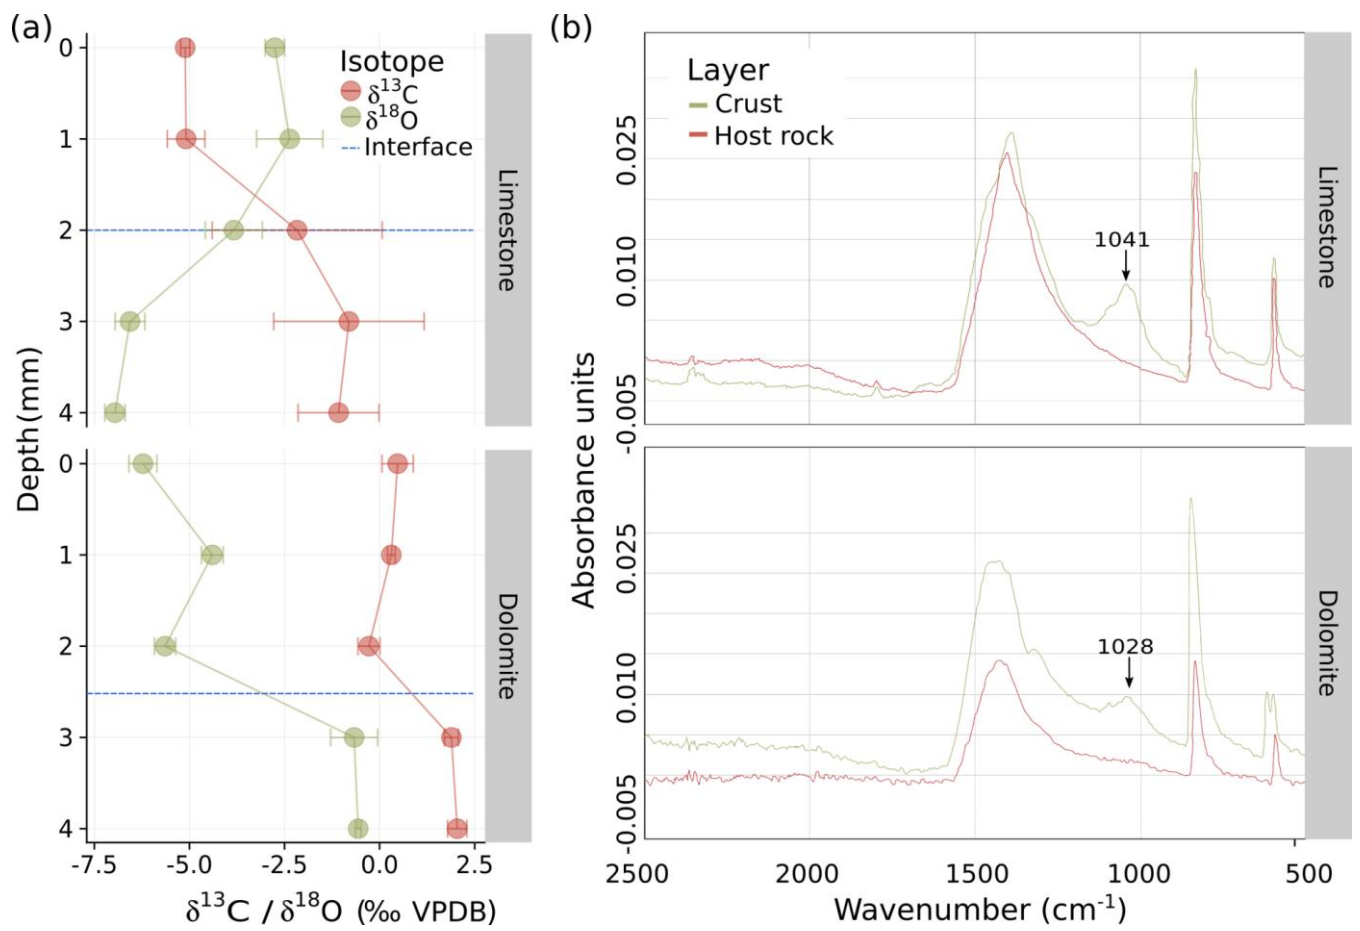 (a)
0
1
2
3
4
Isotope
δ¹³C
δ¹⁸O
Interface
Limestone
Depth (mm)
0
1
2
3
4
Dolomite
-7.5 -5.0 -2.5 0.0 2.5
δ¹³C / δ¹⁸O (‰ VPDB)
(b)
Layer
Crust
Host rock
0.025
0.010
-0.005
1041
Limestone
Absorbance units
0.025
0.010
-0.005
1028
Dolomite
2500 2000 1500 1000 500
Wavenumber (cm⁻¹)